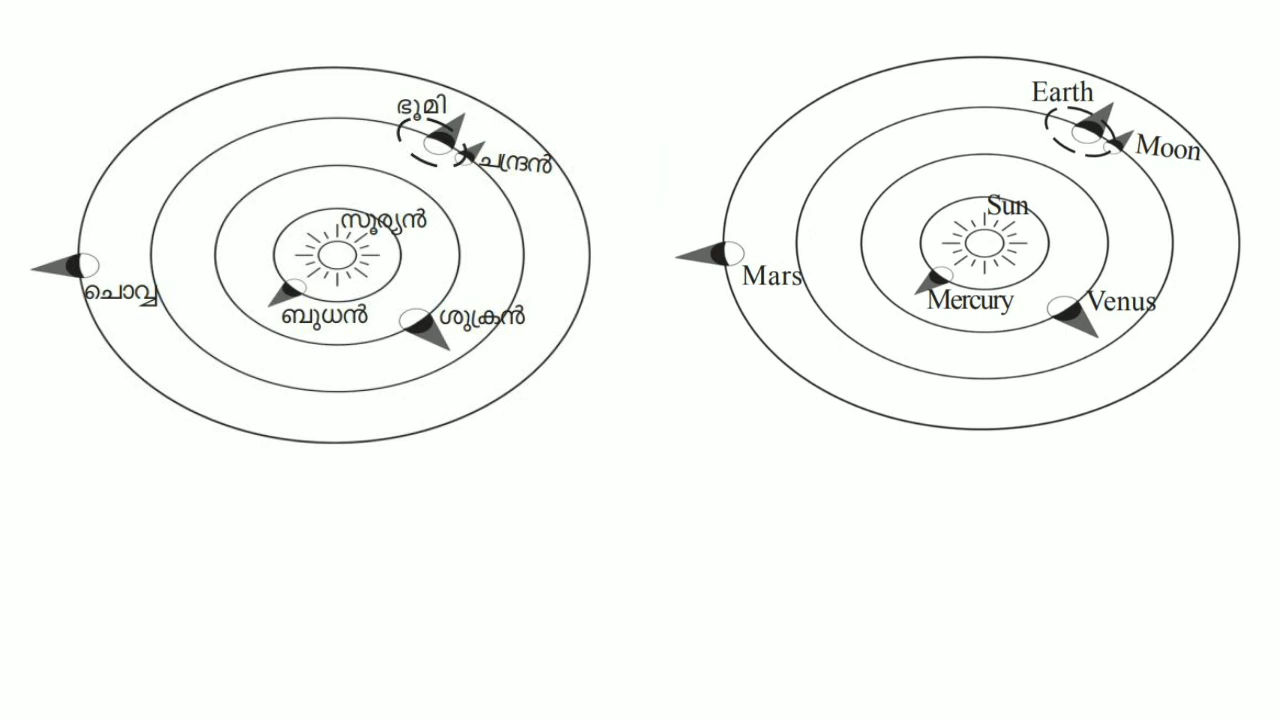 ഭൂമി
ചന്ദ്രൻ
സൂര്യൻ
ചൊവ്വ
ബുധൻ
ശുക്രൻ
Earth
Moon
Sun
Mars
Mercury
Venus